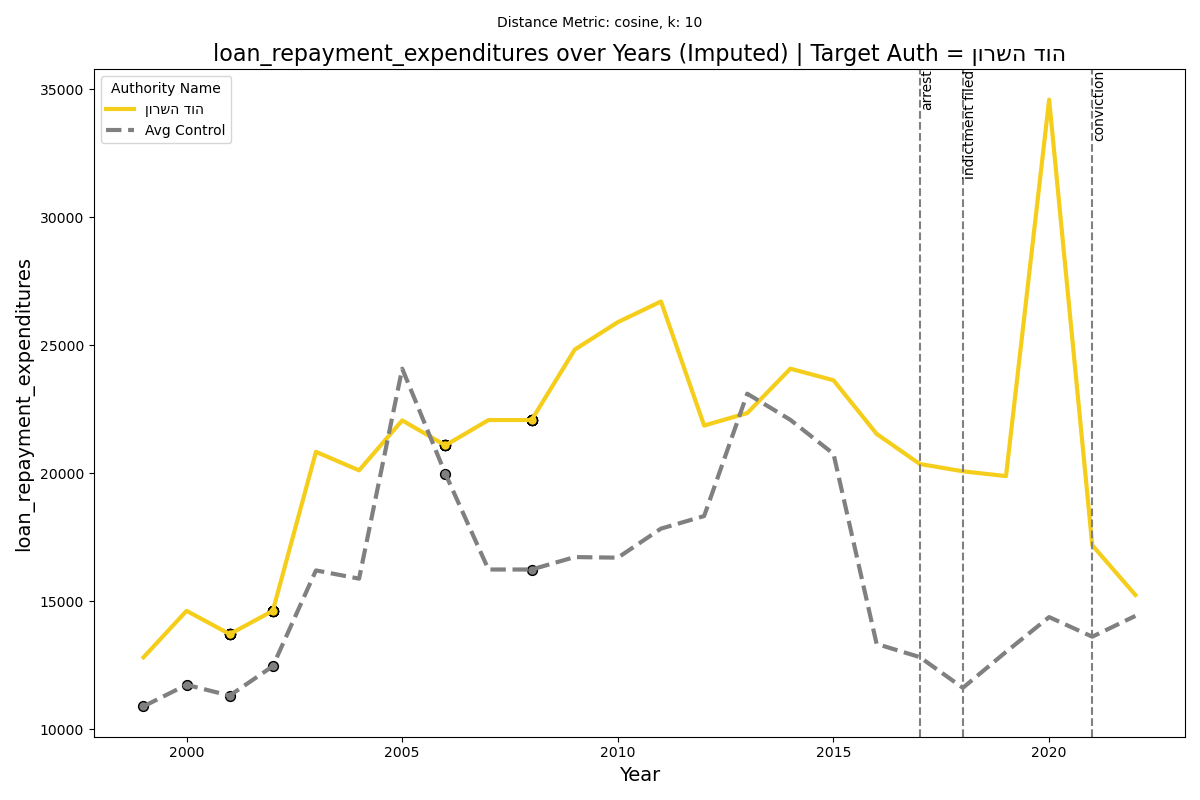 Distance Metric: cosine, k: 10
loan_repayment_expenditures over Years (Imputed) | Target Auth = הוד השרון
Authority Name
הוד השרון
Avg Control
arrest
indictment filed
conviction
35000
30000
25000
20000
15000
10000
loan_repayment_expenditures
2000
2005
2010
2015
2020
Year